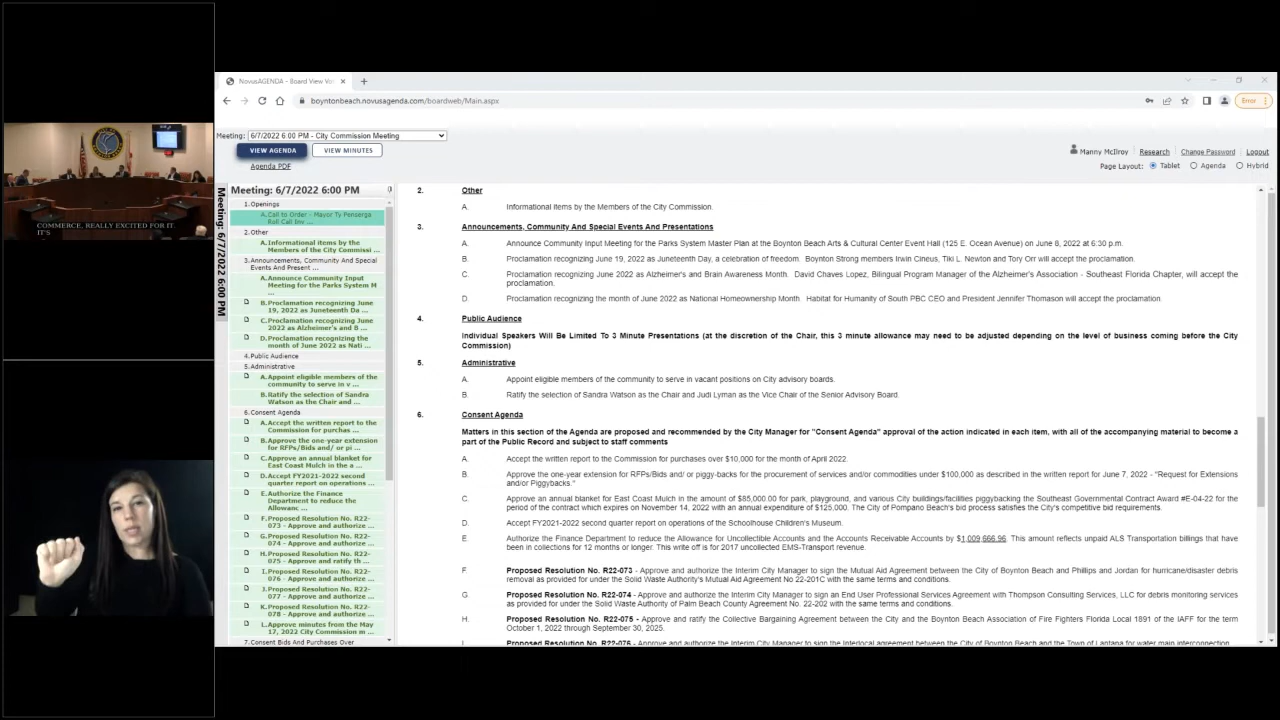 NovusAGENDA - Board View Vo
boyntonbeach.novusagenda.com/boardweb/Main.aspx
Error
Meeting: 6/7/2022 6:00 PM - City Commission Meeting
VIEW AGENDA VIEW MINUTES
Agenda PDF
Manny McIlroy Research Change Password Logout
Page Layout: Tablet Agenda Hybrid
COMMERCE, REALLY EXCITED FOR IT.
IT'S
Meeting: 6/7/2022 6:00 PM
Meeting: 6/7/2022 6:00 PM
1.Openings
A.Call to Order - Mayor Ty Penserga
Roll Call Inv ...
2.Other
A.Informational items by the
Members of the City Commissi ...
3.Announcements, Community And Special
Events And Present ...
A.Announce Community Input
Meeting for the Parks System M
...
B.Proclamation recognizing June
19, 2022 as Juneteenth Da ...
C.Proclamation recognizing June
2022 as Alzheimer's and B ...
D.Proclamation recognizing the
month of June 2022 as Nati ...
4.Public Audience
5.Administrative
A.Appoint eligible members of the
community to serve in v ...
B.Ratify the selection of Sandra
Watson as the Chair and ...
6.Consent Agenda
A.Accept the written report to the
Commission for purchas ...
B.Approve the one-year extension
for RFPs/Bids and/ or pi ...
C.Approve an annual blanket for
East Coast Mulch in the a ...
D.Accept FY2021-2022 second
quarter report on operations ...
E.Authorize the Finance
Department to reduce the
Allowanc ...
F.Proposed Resolution No. R22-
073 - Approve and authorize ...
G.Proposed Resolution No. R22-
074 - Approve and authorize ...
H.Proposed Resolution No. R22-
075 - Approve and ratify th ...
I.Proposed Resolution No. R22-
076 - Approve and authorize ...
J.Proposed Resolution No. R22-
077 - Approve and authorize ...
K.Proposed Resolution No. R22-
078 - Approve and authorize ...
L.Approve minutes from the May
17, 2022 City Commission m ...
7.Consent Bids And Purchases Over
2. Other
A. Informational items by the Members of the City Commission.
3. Announcements, Community And Special Events And Presentations
A. Announce Community Input Meeting for the Parks System Master Plan at the Boynton Beach Arts & Cultural Center Event Hall (125 E. Ocean Avenue) on June 8, 2022 at 6:30 p.m.
B. Proclamation recognizing June 19, 2022 as Juneteenth Day, a celebration of freedom. Boynton Strong members Irwin Cineus, Tiki L. Newton and Tory Orr will accept the proclamation.
C. Proclamation recognizing June 2022 as Alzheimer's and Brain Awareness Month. David Chaves Lopez, Bilingual Program Manager of the Alzheimer's Association - Southeast Florida Chapter, will accept the
proclamation.
D. Proclamation recognizing the month of June 2022 as National Homeownership Month Habitat for Humanity of South PBC CEO and President Jennifer Thomason will accept the proclamation
4. Public Audience
Individual Speakers Will Be Limited To 3 Minute Presentations (at the discretion of the Chair, this 3 minute allowance may need to be adjusted depending on the level of business coming before the City
Commission)
5. Administrative
A. Appoint eligible members of the community to serve in vacant positions on City advisory boards.
B. Ratify the selection of Sandra Watson as the Chair and Judi Lyman as the Vice Chair of the Senior Advisory Board.
6. Consent Agenda
Matters in this section of the Agenda are proposed and recommended by the City Manager for "Consent Agenda" approval of the action indicated in each item, with all of the accompanying material to become a
part of the Public Record and subject to staff comments
A. Accept the written report to the Commission for purchases over $10,000 for the month of April 2022.
B. Approve the one-year extension for RFPs/Bids and/ or piggy-backs for the procurement of services and/or commodities under $100,000 as described in the written report for June 7, 2022 - "Request for Extensions
and/or Piggybacks."
C. Approve an annual blanket for East Coast Mulch in the amount of $85,000.00 for park, playground, and various City buildings/facilities piggybacking the Southeast Governmental Contract Award #E-04-22 for the
period of the contract which expires on November 14, 2022 with an annual expenditure of $125,000. The City of Pompano Beach's bid process satisfies the City's competitive bid requirements.
D. Accept FY2021-2022 second quarter report on operations of the Schoolhouse Children's Museum.
E. Authorize the Finance Department to reduce the Allowance for Uncollectible Accounts and the Accounts Receivable Accounts by $1,009,666.96. This amount reflects unpaid ALS Transportation billings that have
been in collections for 12 months or longer. This write off is for 2017 uncollected EMS-Transport revenue.
F. Proposed Resolution No. R22-073 - Approve and authorize the Interim City Manager to sign the Mutual Aid Agreement between the City of Boynton Beach and Phillips and Jordan for hurricane/disaster debris
removal as provided for under the Solid Waste Authority's Mutual Aid Agreement No 22-201C with the same terms and conditions.
G. Proposed Resolution No. R22-074 - Approve and authorize the Interim City Manager to sign an End User Professional Services Agreement with Thompson Consulting Services, LLC for debris monitoring services
as provided for under the Solid Waste Authority of Palm Beach County Agreement No. 22-202 with the same terms and conditions.
H. Proposed Resolution No. R22-075 - Approve and ratify the Collective Bargaining Agreement between the City and the Boynton Beach Association of Fire Fighters Florida Local 1891 of the IAFF for the term
October 1, 2022 through September 30, 2025.
I. Proposed Resolution No. R22-076 - Approve and authorize the Interim City Manager to sign the Interlocal agreement between the City of Boynton Beach and the Town of Lantana for water main interconnection